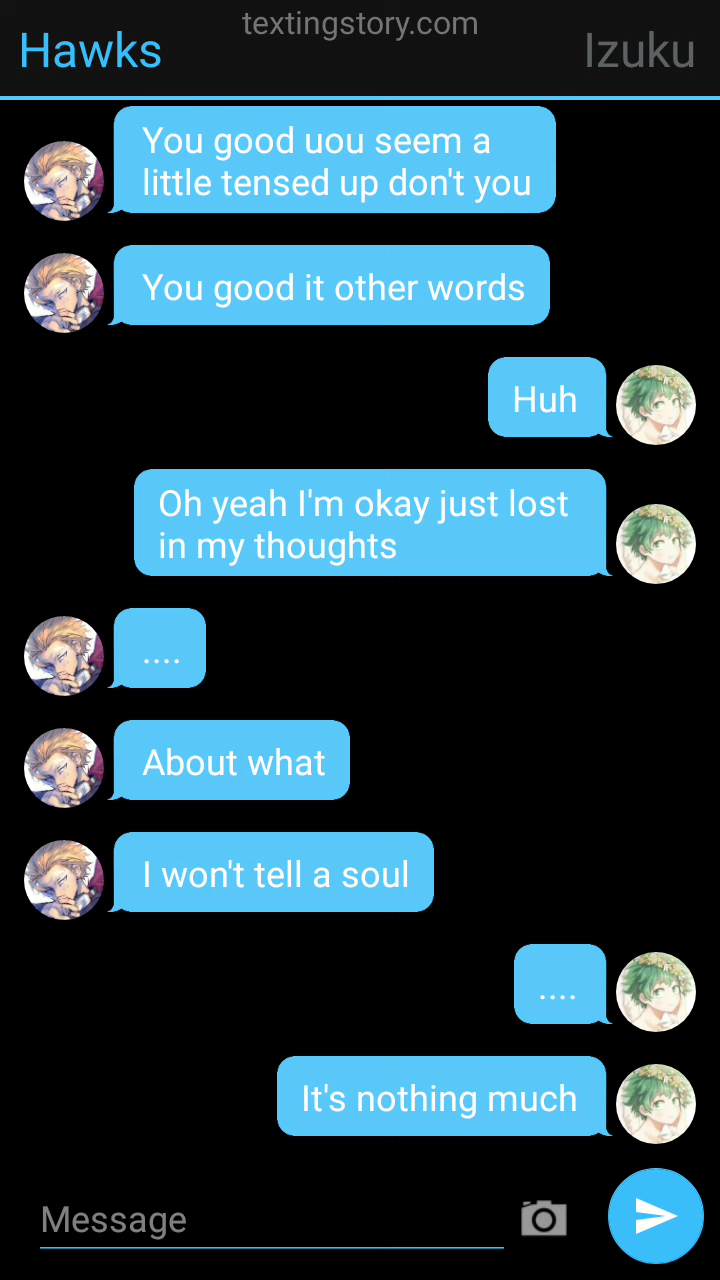 textingstory.com
Hawks
Izuku
You good uou seem a
little tensed up don't you
You good it other words
Huh
Oh yeah I'm okay just lost
in my thoughts
....
About what
I won't tell a soul
....
It's nothing much
Message